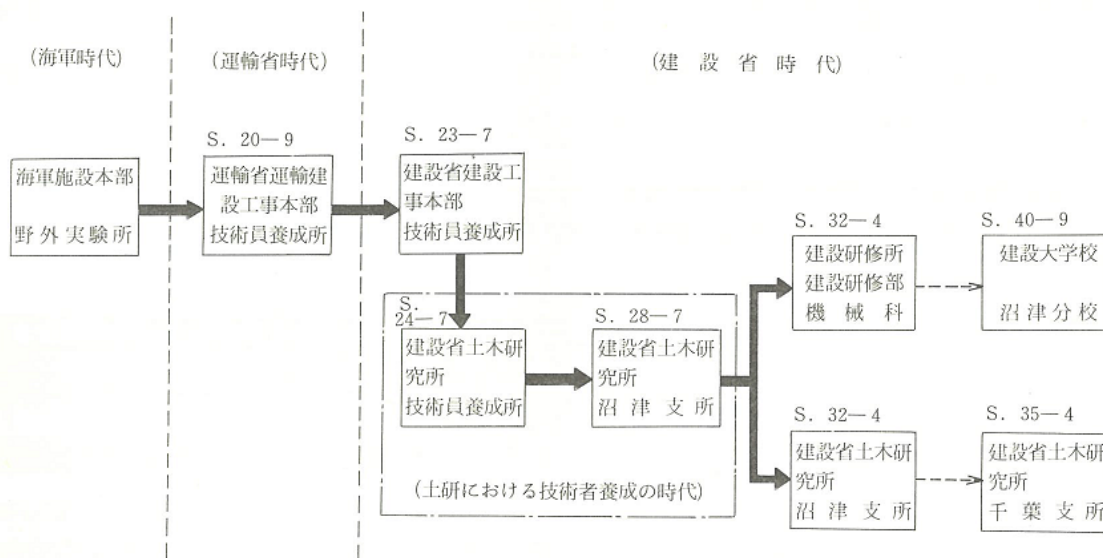 (海軍時代)
(運輸省時代)
(建設省時代)
海軍施設本部
野外実験所
S. 20—9
運輸省運輸建
設工事本部
技術員養成所
S. 23—7
建設省建設工
事本部
技術員養成所
S.
24—7
建設省土木研
究所
技術員養成所
S. 28—7
建設省土木研
究所
沼津支所
(土研における技術者養成の時代)
S. 32—4
建設研修所
建設研修部
機械科
S. 40—9
建設大学校
沼津分校
S. 32—4
建設省土木研
究所
沼津支所
S. 35—4
建設省土木研
究所
千葉支所